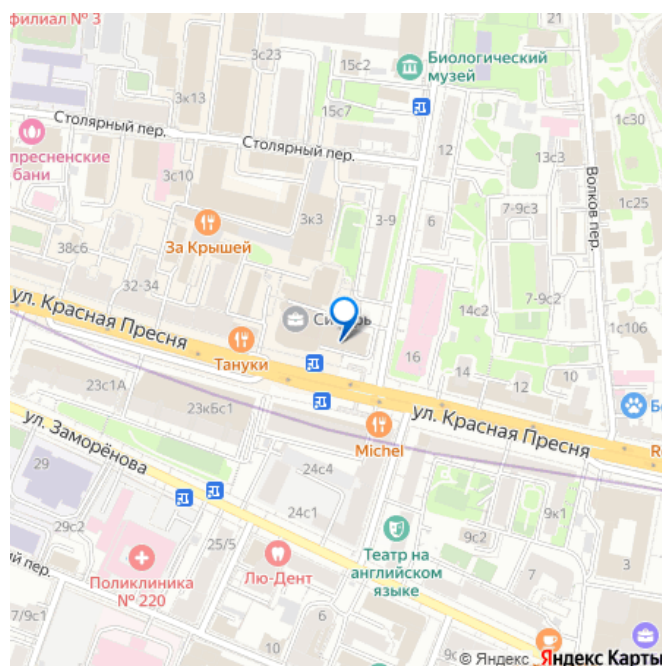 филиал № 3
3с23
15с2
Биологический
музей
3к13
15с7
Столярный пер.
Столярный пер.
12
1с30
пресненские
бани
3с10
13с3
Волков пер.
3к3
3-9
6
7-9с3
1с25
За Крышей
38с6
32-34
14с2
7-9с2
ул. Красная Пресня
1с106
Тануки
16
14
12
10
23с1А
23кБс1
ул. Красная Пресня
ул. Заморёнова
Michel
29
24с4
24с1
9к1
29с2
25/5
9с2
3
Поликлиника
№ 220
Лю-Дент
Театр на
английском
языке
7
пер.
7/9с1
6
10
© Яндекс Яндекс Карты